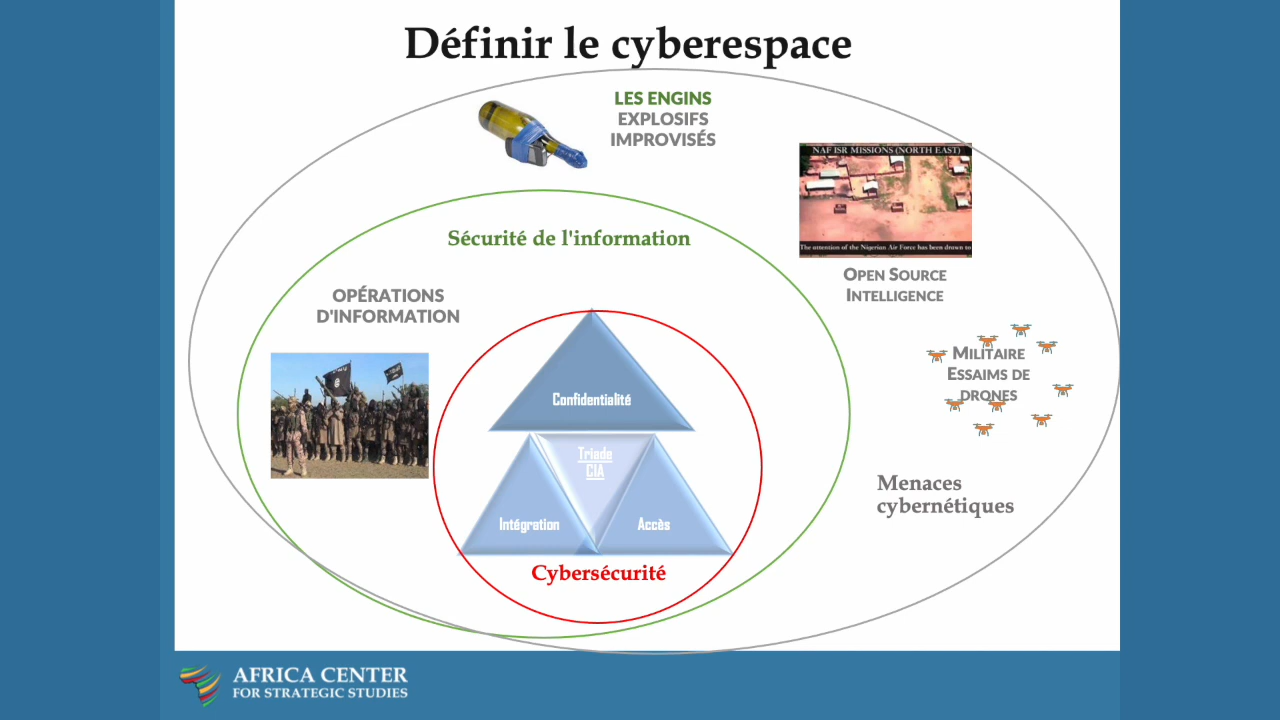 Définir le cyberespace
LES ENGINS
EXPLOSIFS
IMPROVISÉS
NAF ISR MISSIONS (NORTH EAST)
The attention of the Nigerian Air Force has been drawn to
OPEN SOURCE
INTELLIGENCE
Sécurité de l'information
OPÉRATIONS
D'INFORMATION
MILITAIRE
ESSAIMS DE
DRONES
Confidentialité
Triade
CIA
Intégration
Accès
Menaces
cybernétiques
Cybersécurité
AFRICA CENTER
FOR STRATEGIC STUDIES